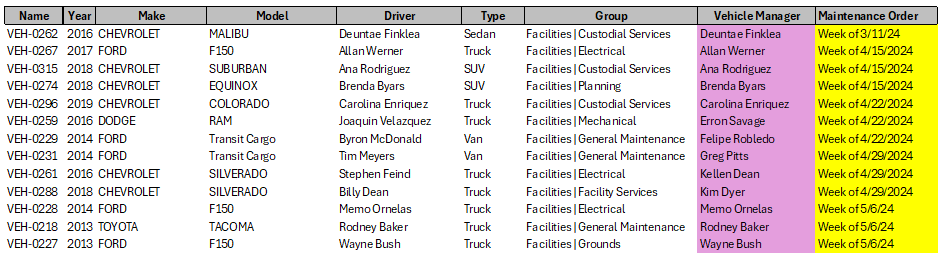 Name Year Make Model Driver Type Group Vehicle Manager Maintenance Order
VEH-0262 2016 CHEVROLET MALIBU Deuntae Finklea Sedan Facilities|Custodial Services Deuntae Finklea Week of 3/11/24
VEH-0267 2017 FORD F150 Allan Werner Truck Facilities|Electrical Allan Werner Week of 4/15/2024
VEH-0315 2018 CHEVROLET SUBURBAN Ana Rodriguez SUV Facilities|Custodial Services Ana Rodriguez Week of 4/15/2024
VEH-0274 2018 CHEVROLET EQUINOX Brenda Byars SUV Facilities|Planning Brenda Byars Week of 4/15/2024
VEH-0296 2019 CHEVROLET COLORADO Carolina Enriquez Truck Facilities|Custodial Services Carolina Enriquez Week of 4/22/2024
VEH-0259 2016 DODGE RAM Joaquin Velazquez Truck Facilities|Mechanical Erron Savage Week of 4/22/2024
VEH-0229 2014 FORD Transit Cargo Byron McDonald Van Facilities|General Maintenance Felipe Robledo Week of 4/22/2024
VEH-0231 2014 FORD Transit Cargo Tim Meyers Van Facilities|General Maintenance Greg Pitts Week of 4/29/2024
VEH-0261 2016 CHEVROLET SILVERADO Stephen Feind Truck Facilities|Electrical Kellen Dean Week of 4/29/2024
VEH-0288 2018 CHEVROLET SILVERADO Billy Dean Truck Facilities|Facility Services Kim Dyer Week of 4/29/2024
VEH-0228 2014 FORD F150 Memo Ornelas Truck Facilities|Electrical Memo Ornelas Week of 5/6/24
VEH-0218 2013 TOYOTA TACOMA Rodney Baker Truck Facilities|General Maintenance Rodney Baker Week of 5/6/24
VEH-0227 2013 FORD F150 Wayne Bush Truck Facilities|Grounds Wayne Bush Week of 5/6/24